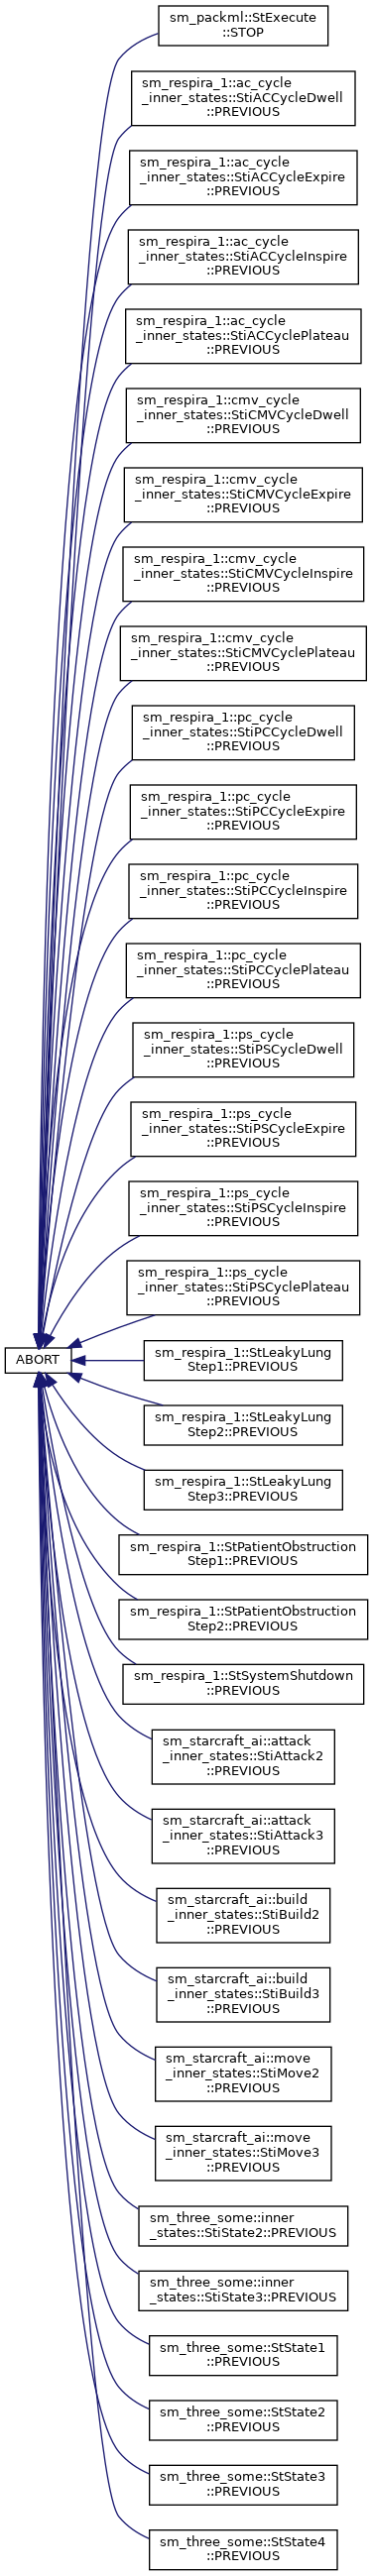 sm_packml::StExecute
::STOP
sm_respira_1::ac_cycle
_inner_states::StiACCycleDwell
::PREVIOUS
sm_respira_1::ac_cycle
_inner_states::StiACCycleExpire
::PREVIOUS
sm_respira_1::ac_cycle
_inner_states::StiACCycleInspire
::PREVIOUS
sm_respira_1::ac_cycle
_inner_states::StiACCyclePlateau
::PREVIOUS
sm_respira_1::cmv_cycle
_inner_states::StiCMVCycleDwell
::PREVIOUS
sm_respira_1::cmv_cycle
_inner_states::StiCMVCycleExpire
::PREVIOUS
sm_respira_1::cmv_cycle
_inner_states::StiCMVCycleInspire
::PREVIOUS
sm_respira_1::cmv_cycle
_inner_states::StiCMVCyclePlateau
::PREVIOUS
sm_respira_1::pc_cycle
_inner_states::StiPCCycleDwell
::PREVIOUS
sm_respira_1::pc_cycle
_inner_states::StiPCCycleExpire
::PREVIOUS
sm_respira_1::pc_cycle
_inner_states::StiPCCycleInspire
::PREVIOUS
sm_respira_1::pc_cycle
_inner_states::StiPCCyclePlateau
::PREVIOUS
sm_respira_1::ps_cycle
_inner_states::StiPSCycleDwell
::PREVIOUS
sm_respira_1::ps_cycle
_inner_states::StiPSCycleExpire
::PREVIOUS
sm_respira_1::ps_cycle
_inner_states::StiPSCycleInspire
::PREVIOUS
sm_respira_1::ps_cycle
_inner_states::StiPSCyclePlateau
::PREVIOUS
ABORT
sm_respira_1::StLeakyLung
Step1::PREVIOUS
sm_respira_1::StLeakyLung
Step2::PREVIOUS
sm_respira_1::StLeakyLung
Step3::PREVIOUS
sm_respira_1::StPatientObstruction
Step1::PREVIOUS
sm_respira_1::StPatientObstruction
Step2::PREVIOUS
sm_respira_1::StSystemShutdown
::PREVIOUS
sm_starcraft_ai::attack
_inner_states::StiAttack2
::PREVIOUS
sm_starcraft_ai::attack
_inner_states::StiAttack3
::PREVIOUS
sm_starcraft_ai::build
_inner_states::StiBuild2
::PREVIOUS
sm_starcraft_ai::build
_inner_states::StiBuild3
::PREVIOUS
sm_starcraft_ai::move
_inner_states::StiMove2
::PREVIOUS
sm_starcraft_ai::move
_inner_states::StiMove3
::PREVIOUS
sm_three_some::inner
_states::StiState2::PREVIOUS
sm_three_some::inner
_states::StiState3::PREVIOUS
sm_three_some::StState1
::PREVIOUS
sm_three_some::StState2
::PREVIOUS
sm_three_some::StState3
::PREVIOUS
sm_three_some::StState4
::PREVIOUS